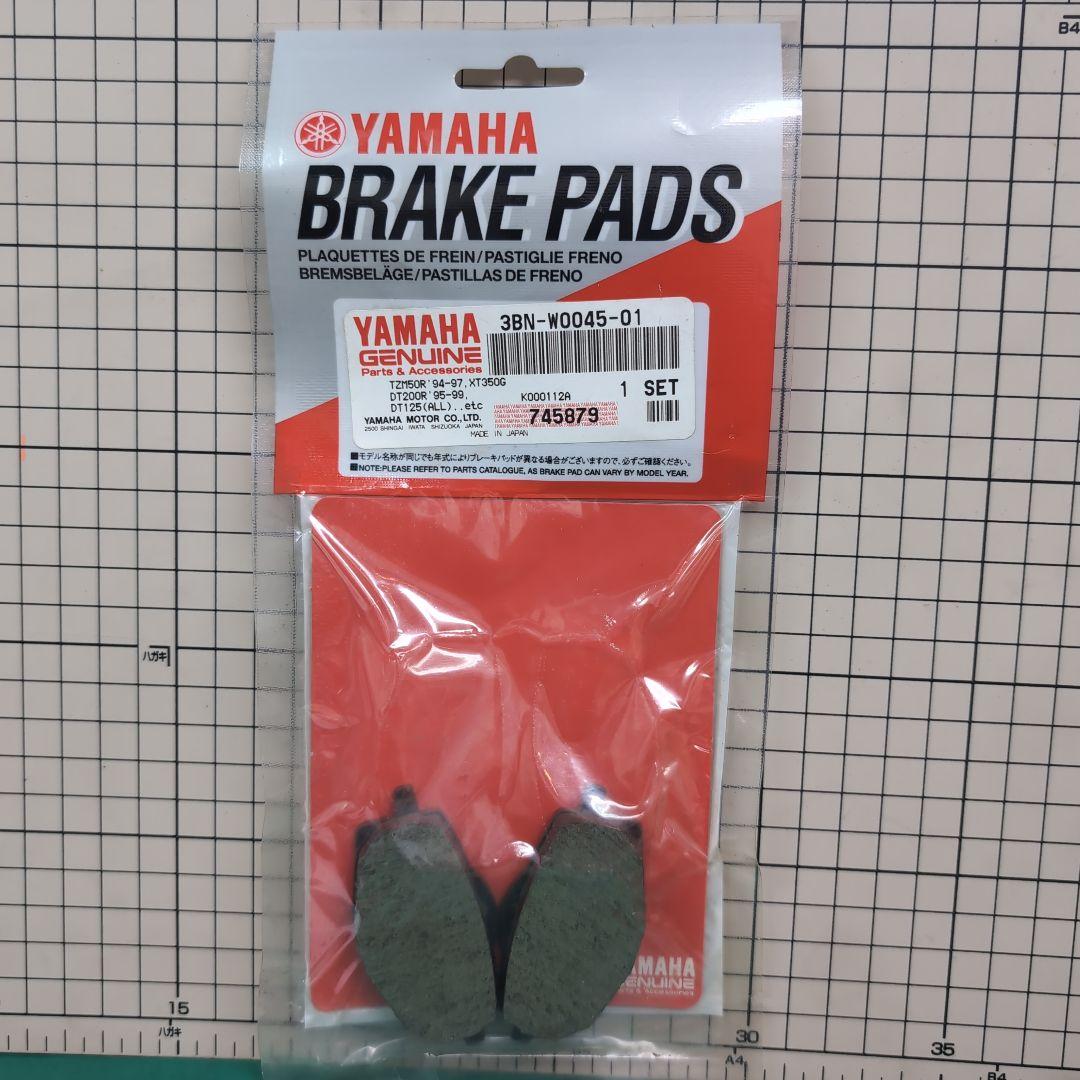 B4
YAMAHA
BRAKE PADS
PLAQUETTES DE FREIN/PASTIGLIE FRENO
BREMSBELÄGE/PASTILLAS DE FRENO
YAMAHA
GENUINE
Parts & Accessories
3BN-W0045-01
TZM50R'94-97,XT350G
DT200R'95-99,
DT125(ALL)..etc
K000112A
1 SET
YAMAHA MOTOR CO.,LTD.
2500 SHINGAI IWATA SHIZUOKA JAPAN
745879
MADE IN JAPAN
■モデル名称が同じでも年式によりブレーキパッドが異なる場合がございますので、必ずご確認ください。
■NOTE:PLEASE REFER TO PARTS CATALOGUE, AS BRAKE PAD CAN VARY BY MODEL YEAR.
ハガキ
AMAHA
GENUINE
Parts & Accessories
15
ハガキ
30
A4
35
B4